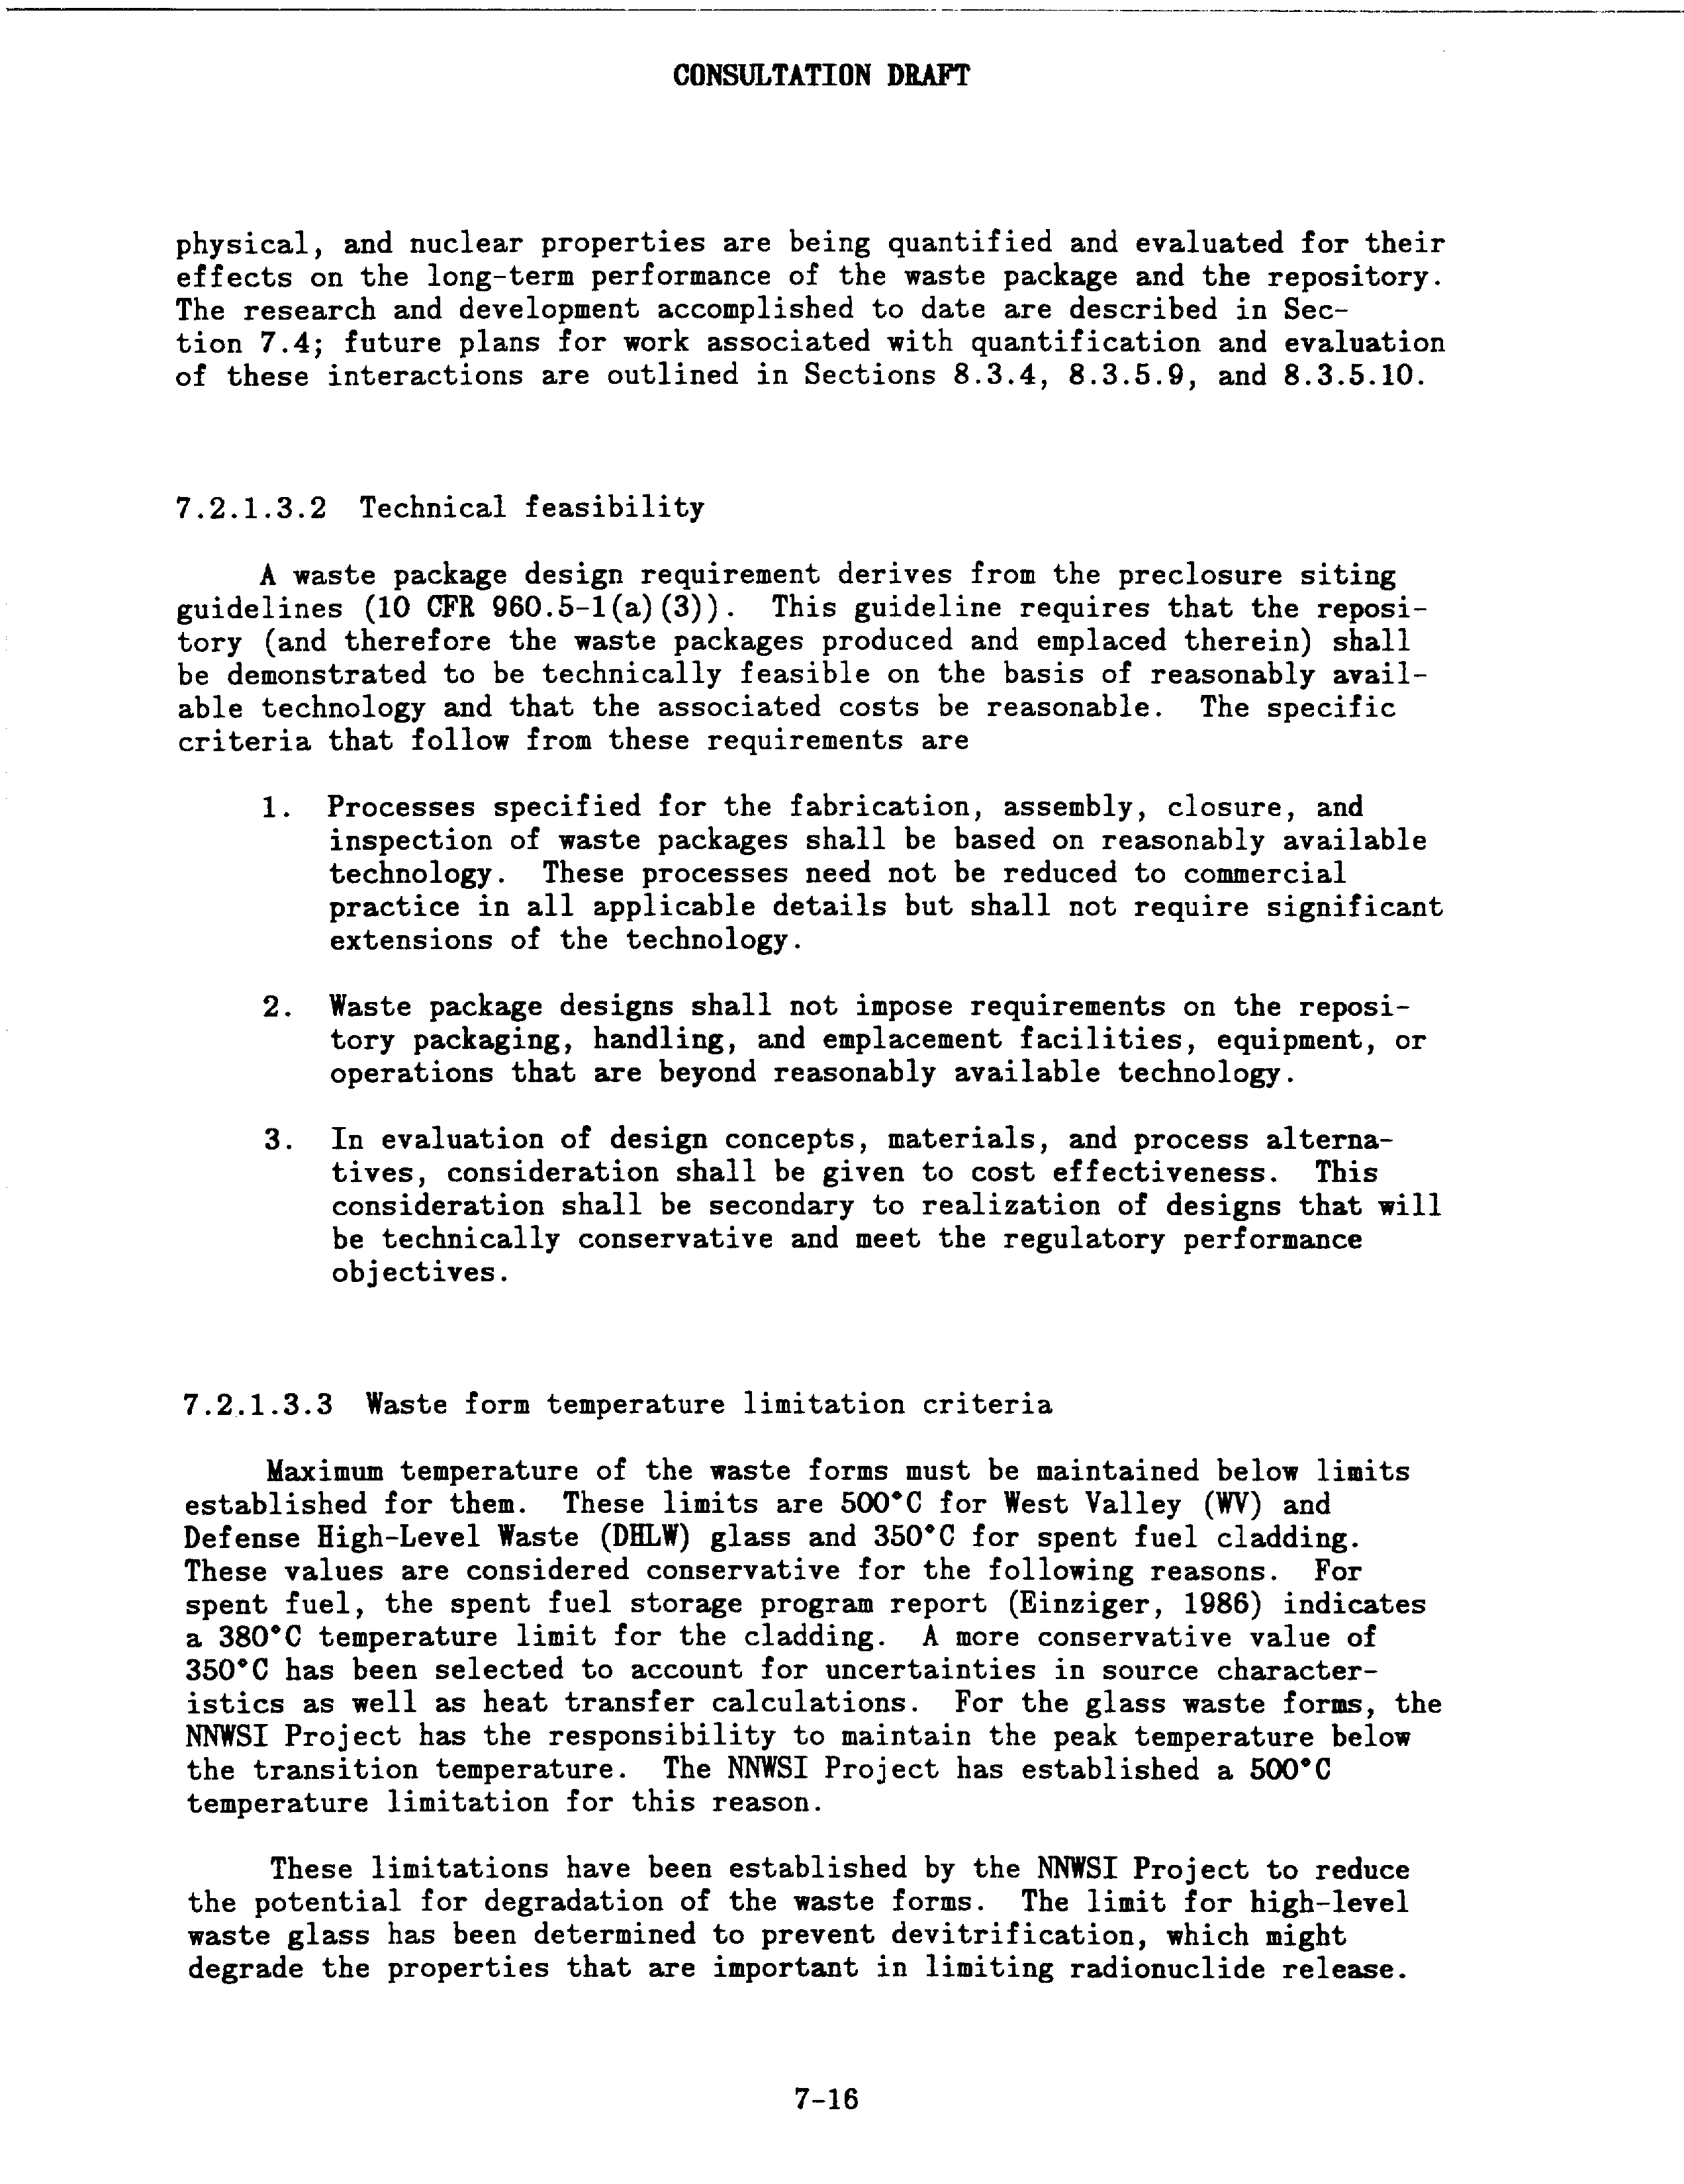 CONSULTATION DRAFT
physical, and nuclear properties are being quantified and evaluated for their
effects on the long-term performance of the waste package and the repository.
The research and development accomplished to date are described in Sec-
tion 7.4; future plans for work associated with quantification and evaluation
of these interactions are outlined in Sections 8.3.4, 8.3.5.9, and 8.3.5.10.
7.2.1.3.2 Technical feasibility
A waste package design requirement derives from the preclosure siting
guidelines (10 CFR 960.5-1(a)(3)). This guideline requires that the reposi-
tory (and therefore the waste packages produced and emplaced therein) shall
be demonstrated to be technically feasible on the basis of reasonably avail-
able technology and that the associated costs be reasonable. The specific
criteria that follow from these requirements are
1. Processes specified for the fabrication, assembly, closure, and
inspection of waste packages shall be based on reasonably available
technology. These processes need not be reduced to commercial
practice in all applicable details but shall not require significant
extensions of the technology.
2. Waste package designs shall not impose requirements on the reposi-
tory packaging, handling, and emplacement facilities, equipment, or
operations that are beyond reasonably available technology.
3. In evaluation of design concepts, materials, and process alterna-
tives, consideration shall be given to cost effectiveness. This
consideration shall be secondary to realization of designs that will
be technically conservative and meet the regulatory performance
objectives.
7.2.1.3.3 Waste form temperature limitation criteria
Maximum temperature of the waste forms must be maintained below limits
established for them. These limits are 500°C for West Valley (WV) and
Defense High-Level Waste (DHLW) glass and 350°C for spent fuel cladding.
These values are considered conservative for the following reasons. For
spent fuel, the spent fuel storage program report (Einziger, 1986) indicates
a 380°C temperature limit for the cladding. A more conservative value of
350°C has been selected to account for uncertainties in source character-
istics as well as heat transfer calculations. For the glass waste forms, the
NNWSI Project has the responsibility to maintain the peak temperature below
the transition temperature. The NNWSI Project has established a 500°C
temperature limitation for this reason.
These limitations have been established by the NNWSI Project to reduce
the potential for degradation of the waste forms. The limit for high-level
waste glass has been determined to prevent devitrification, which might
degrade the properties that are important in limiting radionuclide release.
7-16